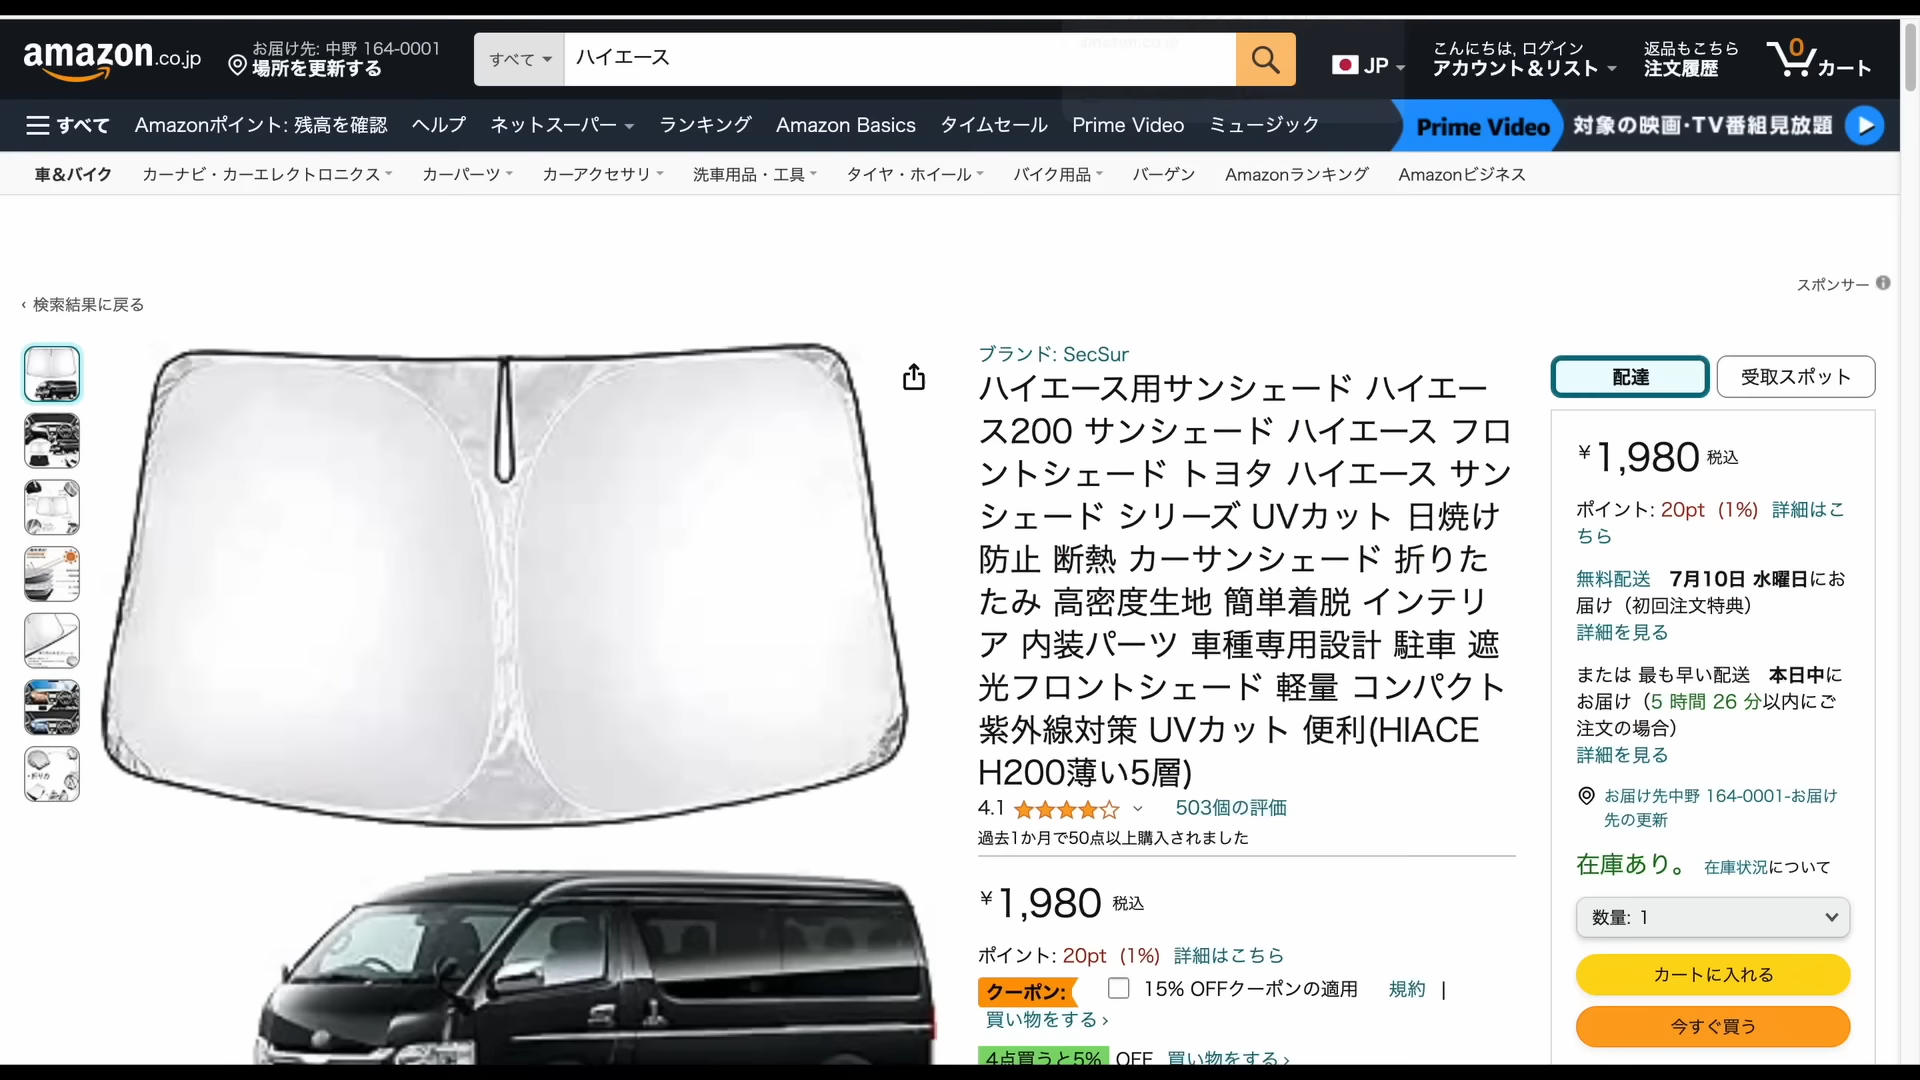 amazon.co.jp
お届け先: 中野 164-0001
場所を更新する
すべて
ハイエース
JP
こんにちは, ログイン
アカウント&リスト
返品もこちら
注文履歴
0
カート
すべて
Amazonポイント: 残高を確認
ヘルプ
ネットスーパー
ランキング
Amazon Basics
タイムセール
Prime Video
ミュージック
Prime Video
対象の映画・TV番組見放題
車&バイク
カーナビ・カーエレクトロニクス
カーパーツ
カーアクセサリ
洗車用品・工具
タイヤ・ホイール
バイク用品
バーゲン
Amazonランキング
Amazonビジネス
スポンサー
‹ 検索結果に戻る
ブランド: SecSur
ハイエース用サンシェード ハイエー
ス200 サンシェード ハイエース フロ
ントシェード トヨタ ハイエース サン
シェード シリーズ UVカット 日焼け
防止 断熱 カーサンシェード 折りた
たみ 高密度生地 簡単着脱 インテリ
ア 内装パーツ 車種専用設計 駐車 遮
光フロントシェード 軽量 コンパクト
紫外線対策 UVカット 便利(HIACE
H200薄い5層)
4.1
503個の評価
過去1か月で50点以上購入されました
¥1,980 税込
ポイント: 20pt (1%) 詳細はこちら
クーポン:
15% OFFクーポンの適用 規約 |
買い物をする ›
4点買うと5% OFF 買い物をする ›
配達
受取スポット
¥1,980 税込
ポイント: 20pt (1%) 詳細はこ
ちら
無料配送 7月10日 水曜日にお
届け（初回注文特典）
詳細を見る
または 最も早い配送 本日中に
お届け（5 時間 26 分以内にご
注文の場合）
詳細を見る
お届け先中野 164-0001-お届け
先の更新
在庫あり。 在庫状況について
数量: 1
カートに入れる
今すぐ買う